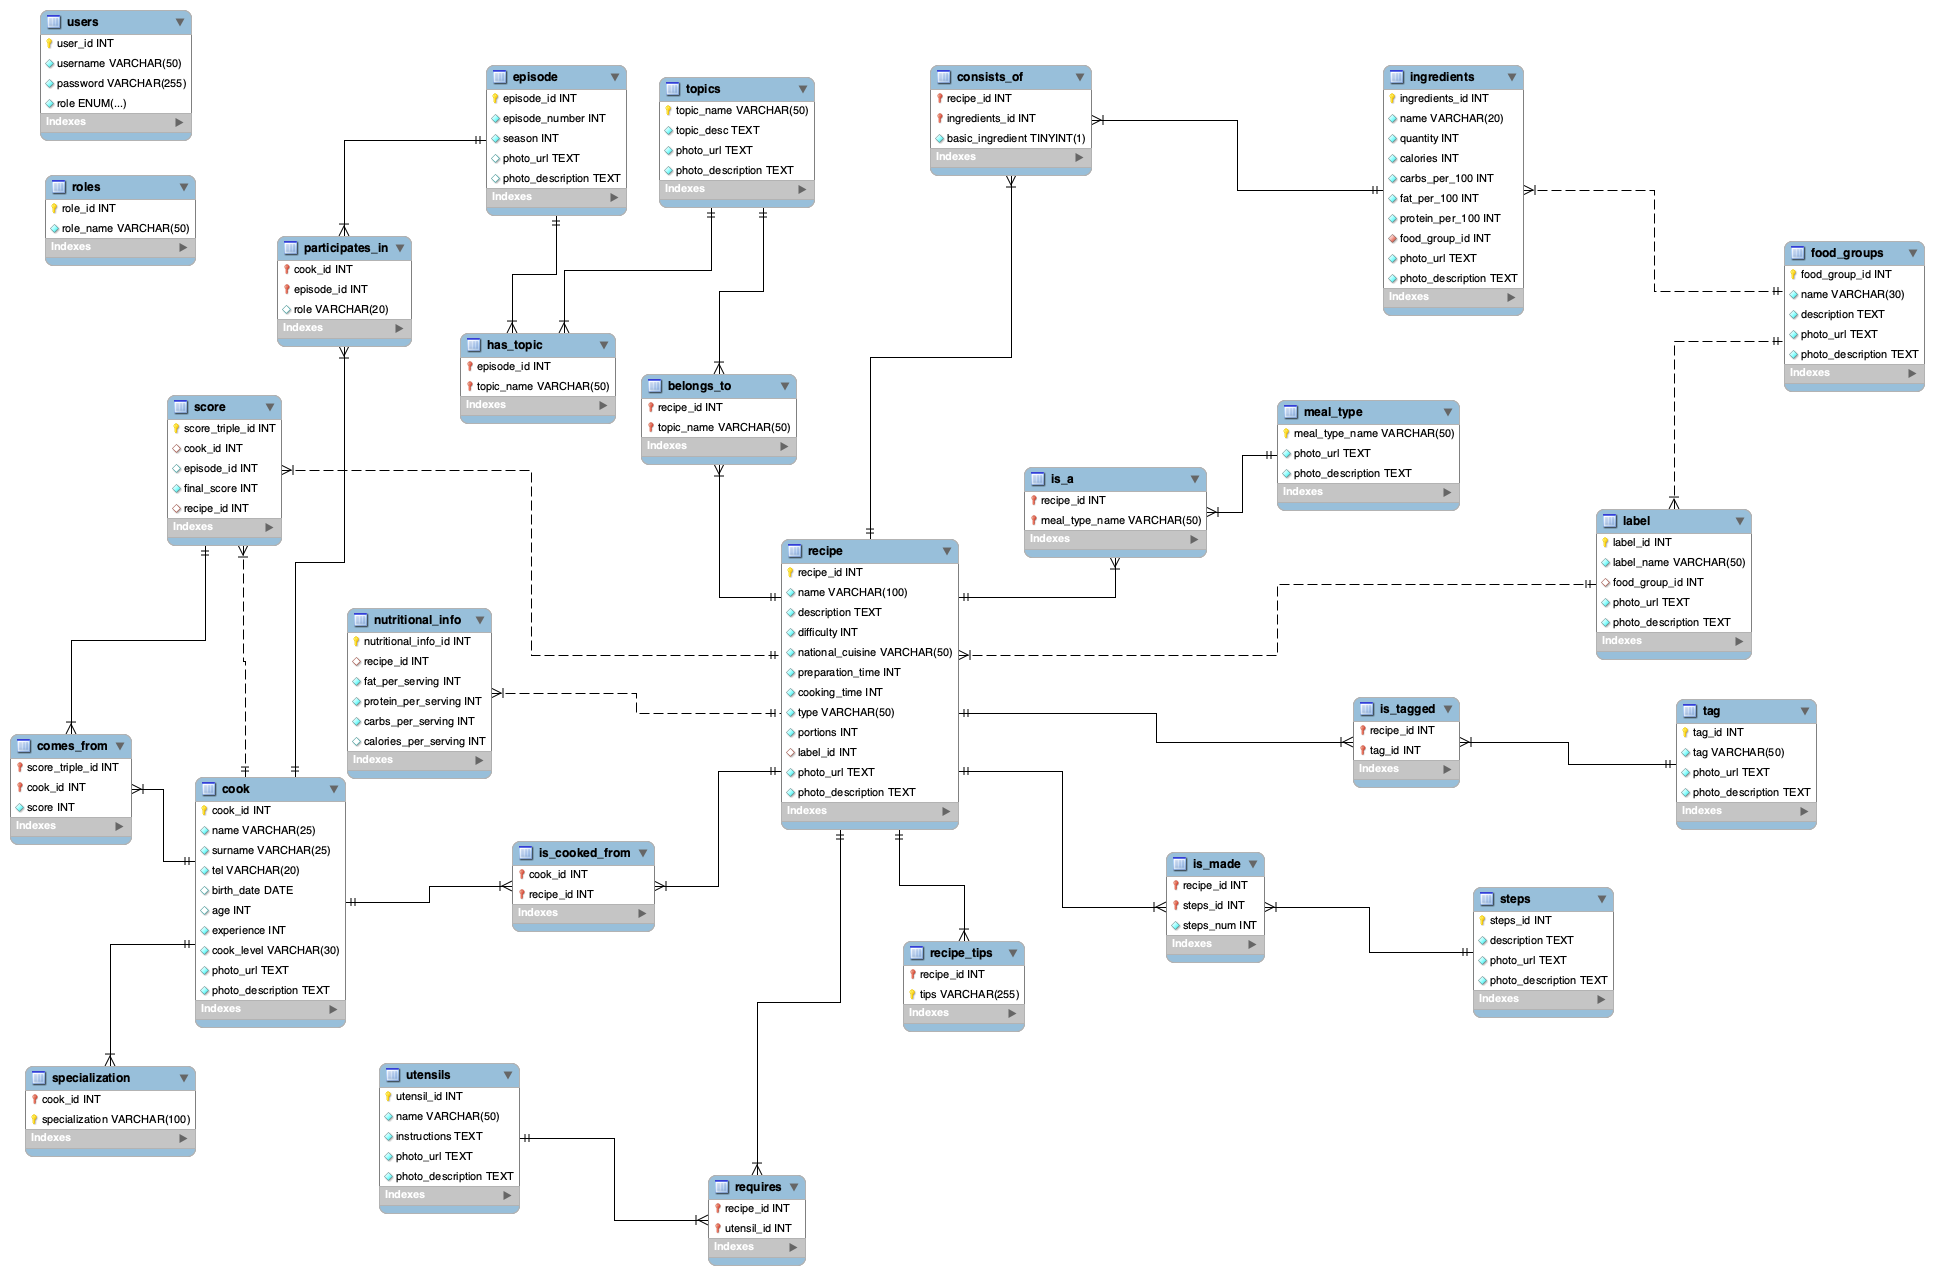 users
user_id INT
username VARCHAR(50)
password VARCHAR(255)
role ENUM(...)
Indexes
roles
role_id INT
role_name VARCHAR(50)
Indexes
episode
episode_id INT
episode_number INT
season INT
photo_url TEXT
photo_description TEXT
Indexes
topics
topic_name VARCHAR(50)
topic_desc TEXT
photo_url TEXT
photo_description TEXT
Indexes
consists_of
recipe_id INT
ingredients_id INT
basic_ingredient TINYINT(1)
Indexes
ingredients
ingredients_id INT
name VARCHAR(20)
quantity INT
calories INT
carbs_per_100 INT
fat_per_100 INT
protein_per_100 INT
food_group_id INT
photo_url TEXT
photo_description TEXT
Indexes
food_groups
food_group_id INT
name VARCHAR(30)
description TEXT
photo_url TEXT
photo_description TEXT
Indexes
participates_in
cook_id INT
episode_id INT
role VARCHAR(20)
Indexes
has_topic
episode_id INT
topic_name VARCHAR(50)
Indexes
belongs_to
recipe_id INT
topic_name VARCHAR(50)
Indexes
score
score_triple_id INT
cook_id INT
episode_id INT
final_score INT
recipe_id INT
Indexes
meal_type
meal_type_name VARCHAR(50)
photo_url TEXT
photo_description TEXT
Indexes
is_a
recipe_id INT
meal_type_name VARCHAR(50)
Indexes
label
label_id INT
label_name VARCHAR(50)
food_group_id INT
photo_url TEXT
photo_description TEXT
Indexes
recipe
recipe_id INT
name VARCHAR(100)
description TEXT
difficulty INT
national_cuisine VARCHAR(50)
preparation_time INT
cooking_time INT
type VARCHAR(50)
portions INT
label_id INT
photo_url TEXT
photo_description TEXT
Indexes
nutritional_info
nutritional_info_id INT
recipe_id INT
fat_per_serving INT
protein_per_serving INT
carbs_per_serving INT
calories_per_serving INT
Indexes
is_tagged
recipe_id INT
tag_id INT
Indexes
tag
tag_id INT
tag VARCHAR(50)
photo_url TEXT
photo_description TEXT
Indexes
comes_from
score_triple_id INT
cook_id INT
score INT
Indexes
cook
cook_id INT
name VARCHAR(25)
surname VARCHAR(25)
tel VARCHAR(20)
birth_date DATE
age INT
experience INT
cook_level VARCHAR(30)
photo_url TEXT
photo_description TEXT
Indexes
is_cooked_from
cook_id INT
recipe_id INT
Indexes
is_made
recipe_id INT
steps_id INT
steps_num INT
Indexes
steps
steps_id INT
description TEXT
photo_url TEXT
photo_description TEXT
Indexes
recipe_tips
recipe_id INT
tips VARCHAR(255)
Indexes
specialization
cook_id INT
specialization VARCHAR(100)
Indexes
utensils
utensil_id INT
name VARCHAR(50)
instructions TEXT
photo_url TEXT
photo_description TEXT
Indexes
requires
recipe_id INT
utensil_id INT
Indexes